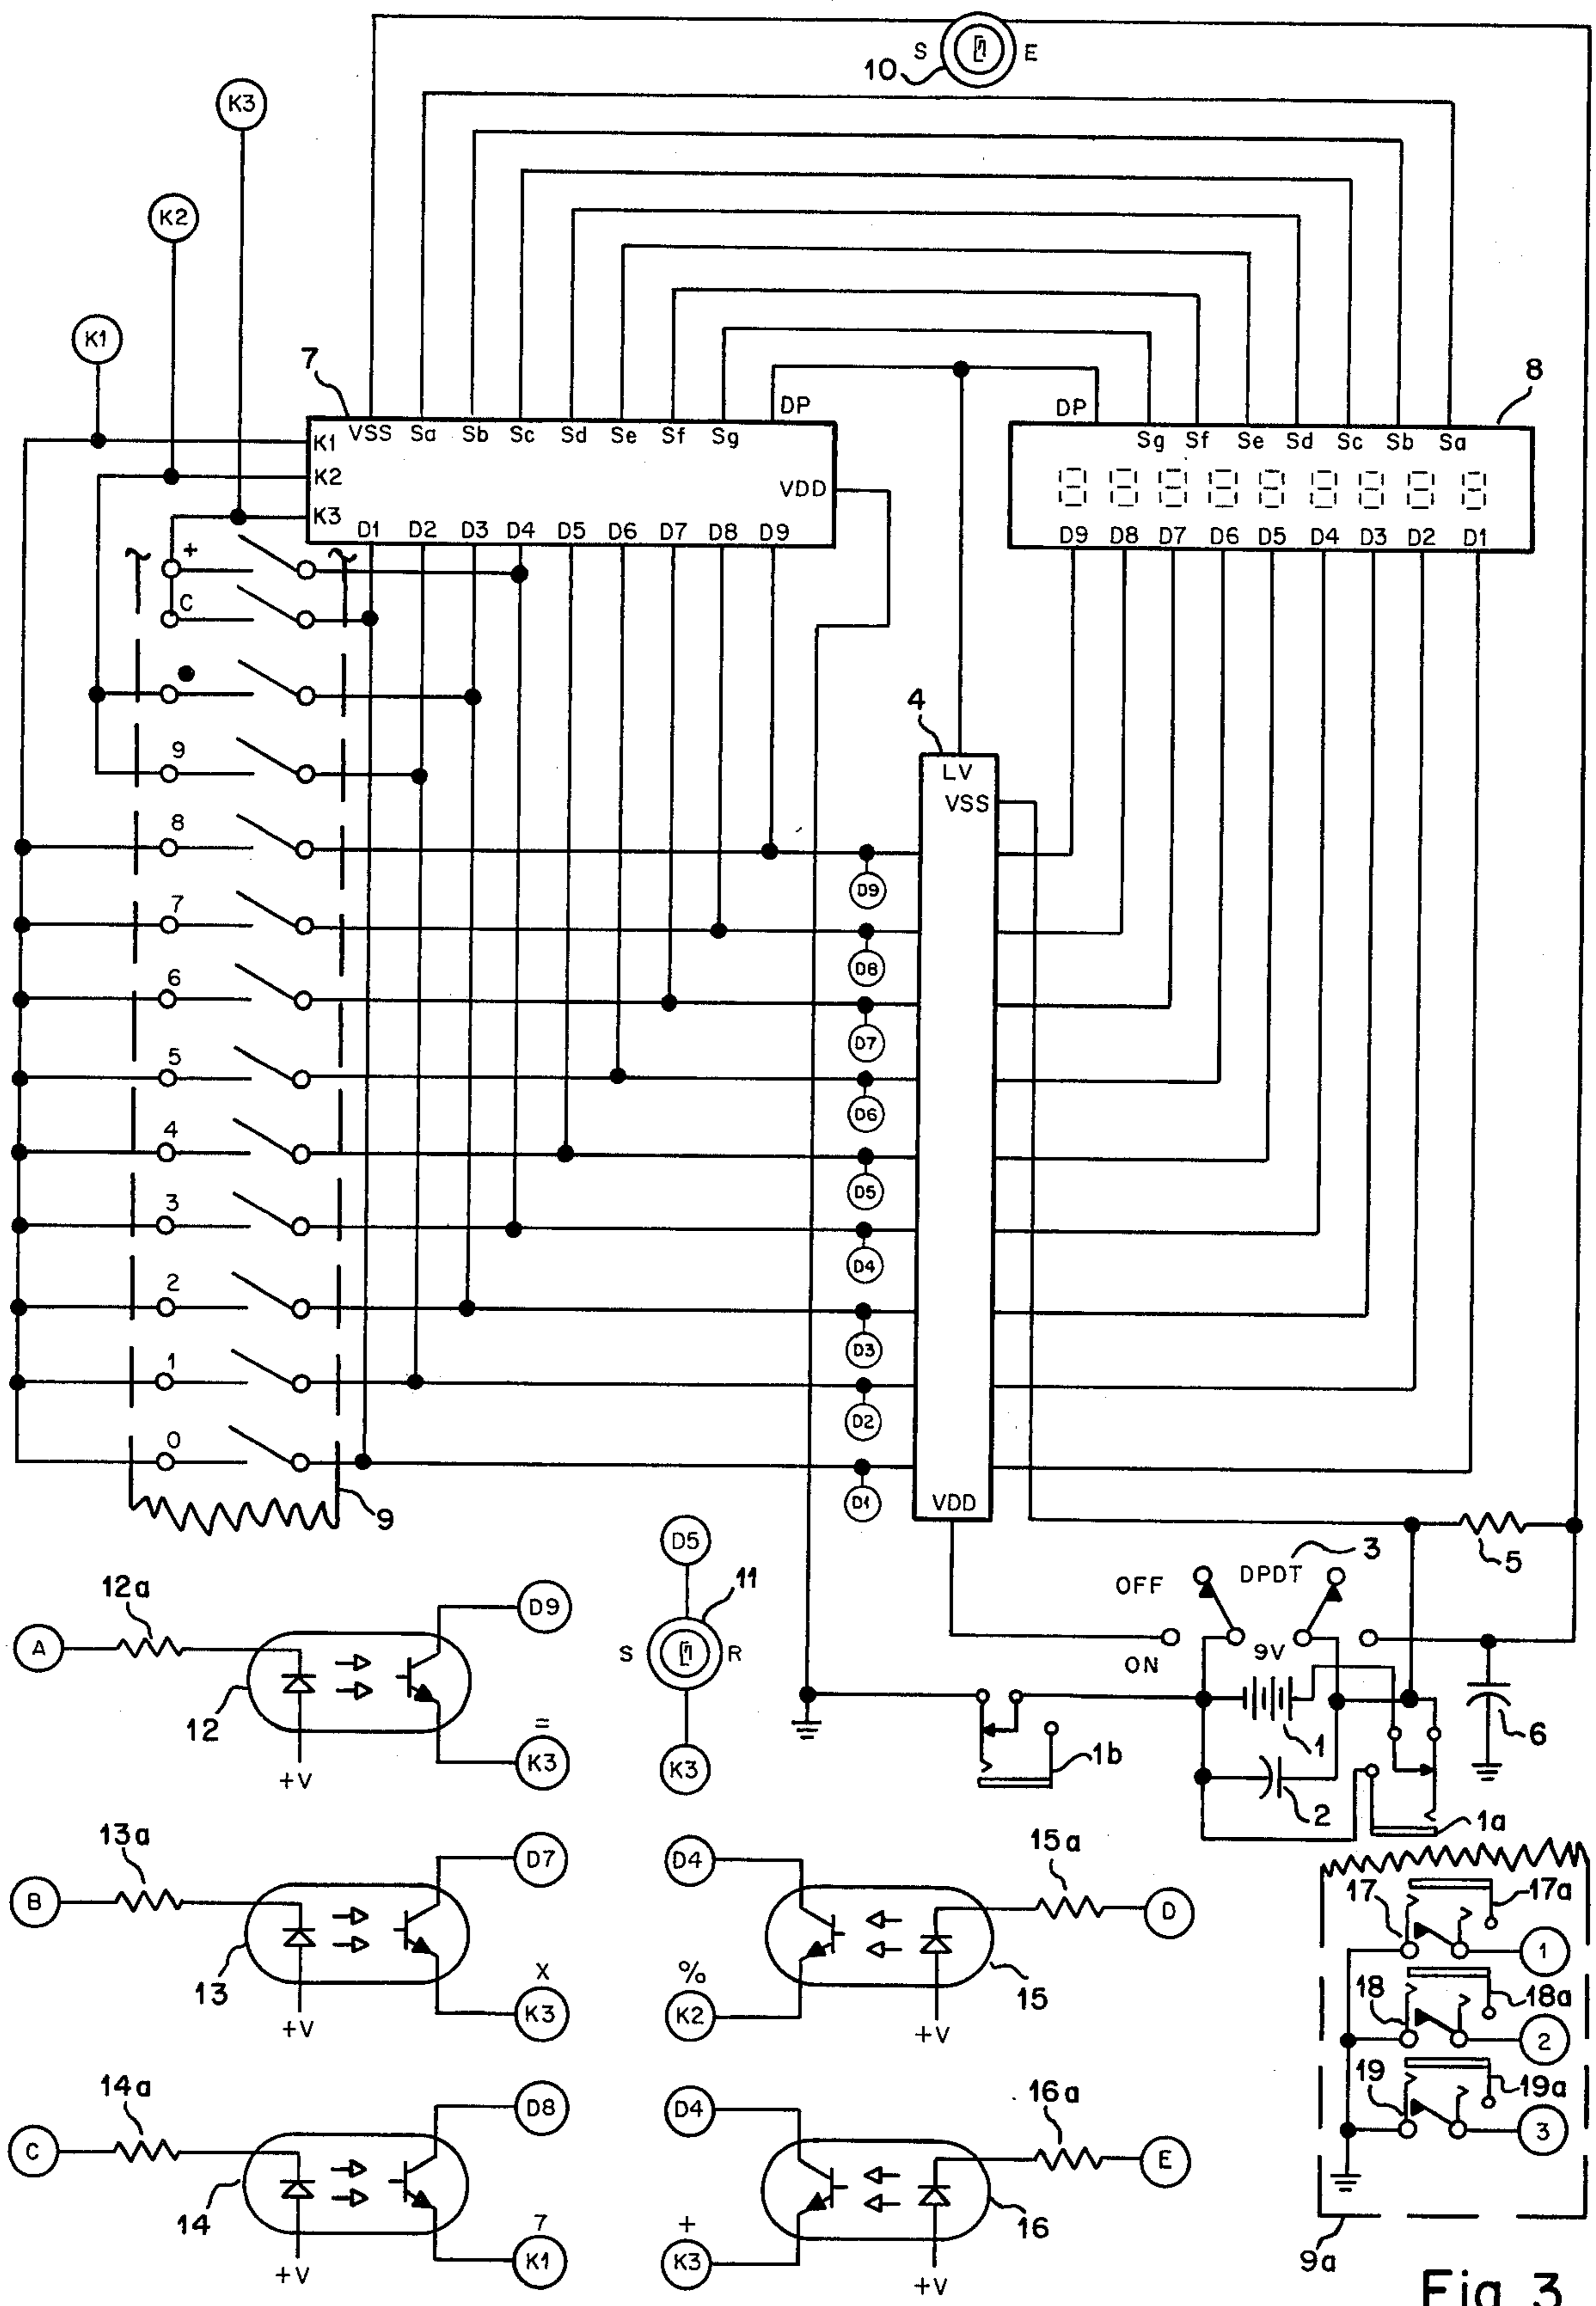 S E
10
K3
K2
K1
7
8
DP DP
VSS Sa Sb Sc Sd Se Sf Sg
Sg Sf Se Sd Sc Sb Sa
K1
K2
VDD
K3
D1 D2 D3 D4 D5 D6 D7 D8 D9
D9 D8 D7 D6 D5 D4 D3 D2 D1
+
C
4
9
LV
VSS
8
D9
7
D8
6
D7
5
D6
4
D5
3
D4
2
D3
1
D2
0
VDD
D1
9
D5
11
S R
K3
OFF DPDT 3
5
ON 9V
1
6
1b
2
1a
12a
A
D9
12
=
+V
K3
13a
B
D7
13
X
+V
K3
14a
C
D8
14
7
+V
K1
D4
15a
D
%
15
K2
+V
D4
16a
E
+
16
K3
+V
17 17a
1
18 18a
2
19 19a
3
9a
Fig. 3